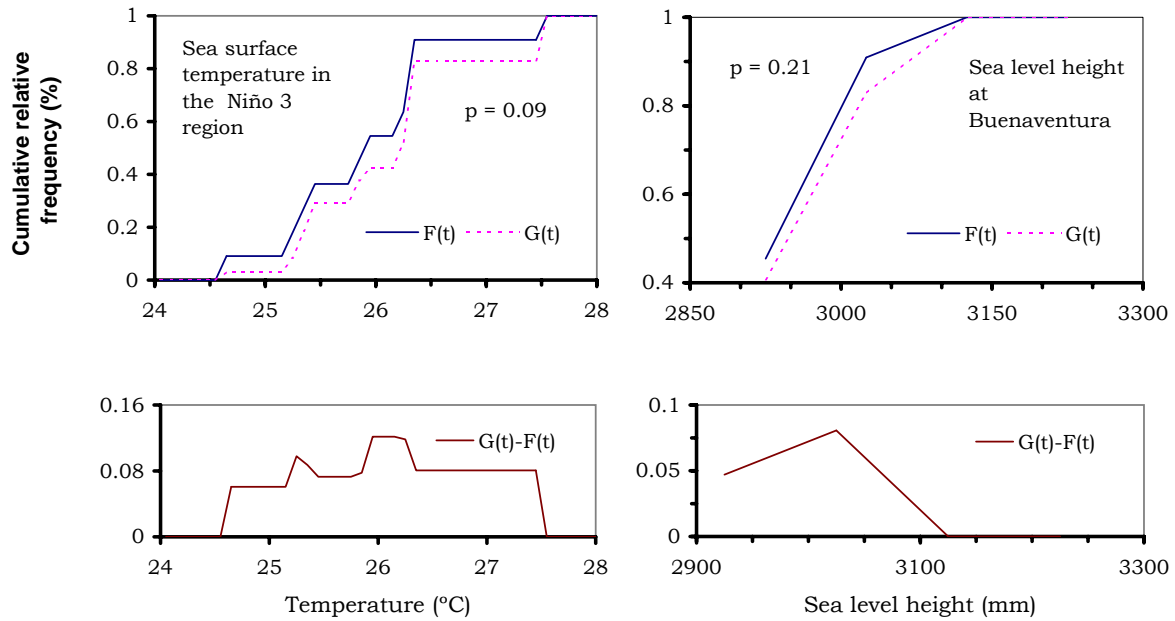 Cumulative relative
frequency (%)
1
0.8
0.6
0.4
0.2
0
24
25
26
27
28
Sea surface
temperature in
the Niño 3
region
p = 0.09
F(t)
G(t)
1
0.8
0.6
0.4
2850
3000
3150
3300
p = 0.21
Sea level height
at
Buenaventura
F(t)
G(t)
0.16
0.08
0
24
25
26
27
28
G(t)-F(t)
Temperature (ºC)
0.1
0.05
0
2900
3100
3300
G(t)-F(t)
Sea level height (mm)